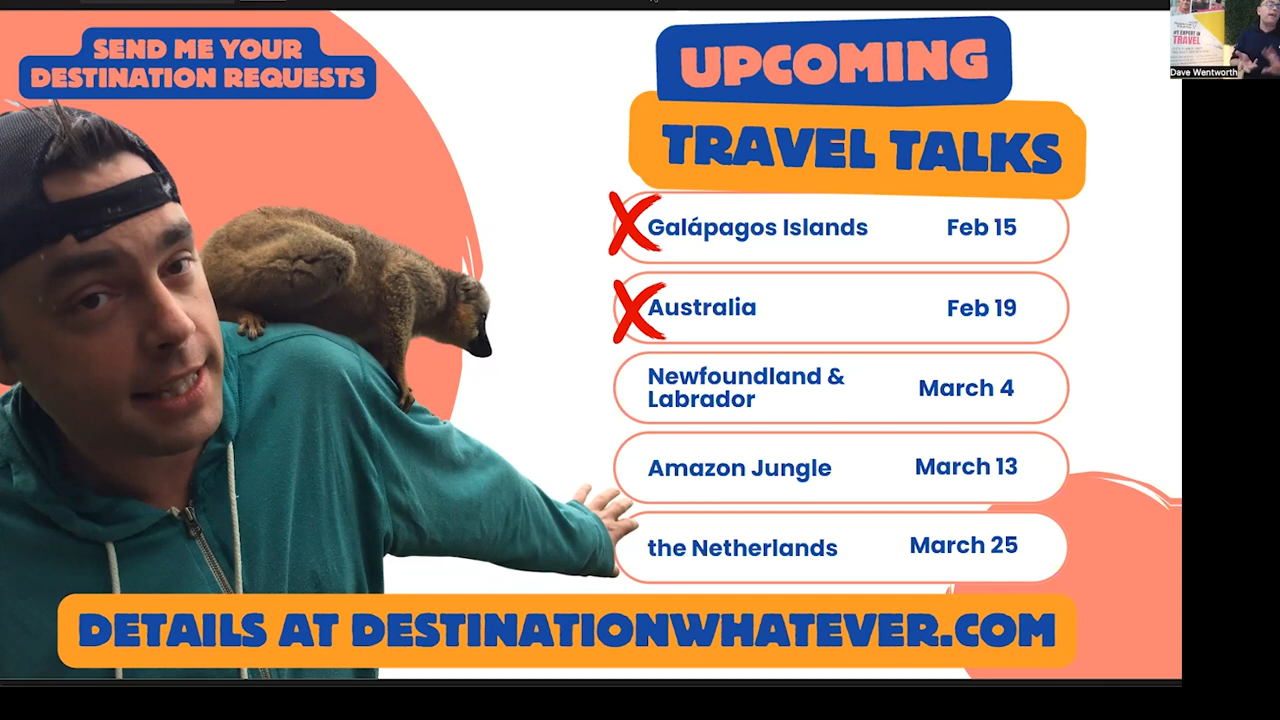 SEND ME YOUR
DESTINATION REQUESTS
UPCOMING
TRAVEL TALKS
Galápagos Islands Feb 15
Australia Feb 19
Newfoundland &
Labrador March 4
Amazon Jungle March 13
the Netherlands March 25
DETAILS AT DESTINATIONWHATEVER.COM
TRAVEL
Dave Wentworth